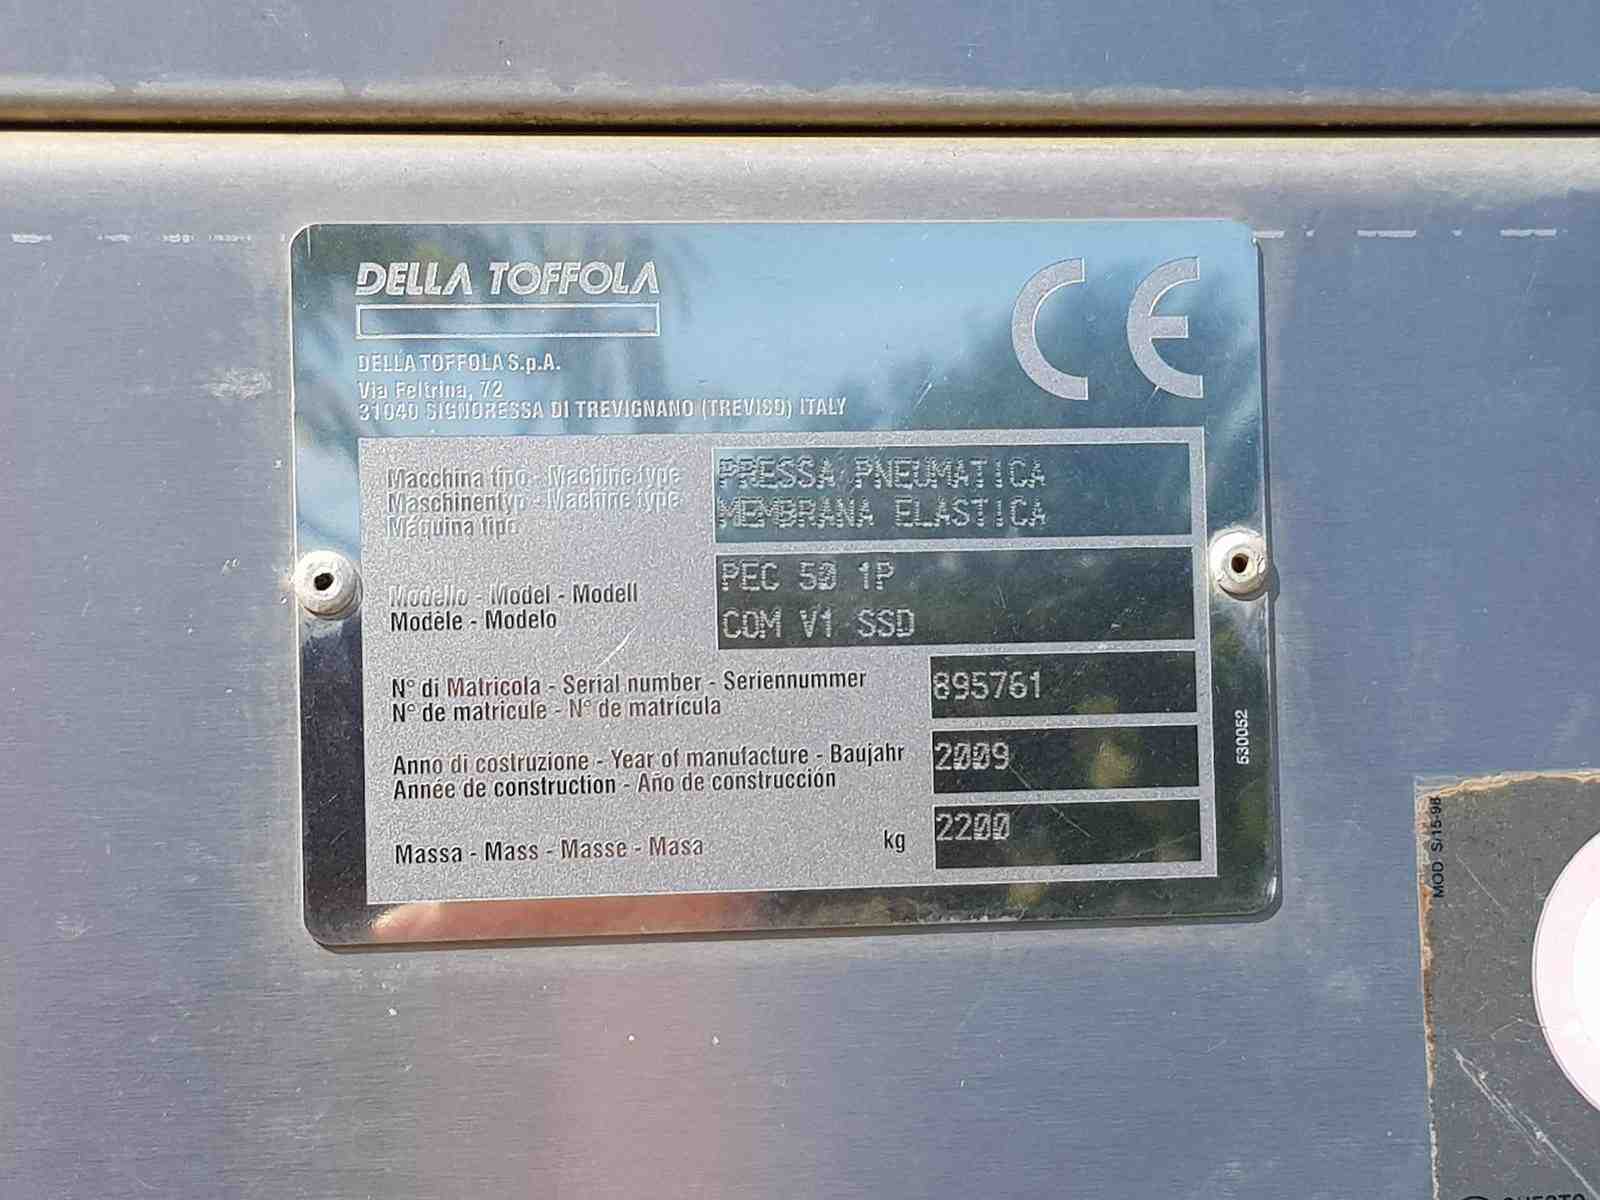 DELLA TOFFOLA
DELLA TOFFOLA S.p.A.
Via Feltrina, 72
31040 SIGNORESSA DI TREVIGNANO (TREVISO) ITALY
CE
Macchina tipo - Machine type
Maschinentyp - Machine type
Máquina tipo
PRESSA PNEUMATICA
MEMBRANA ELASTICA
Modello - Model - Modell
Modèle - Modelo
PEC 50 1P
COM V1 SSD
N° di Matricola - Serial number - Seriennummer
N° de matricule - N° de matrícula
895761
Anno di costruzione - Year of manufacture - Baujahr
Année de construction - Año de construcción
2009
Massa - Mass - Masse - Masa
kg
2200
530052
MOD S/15-98